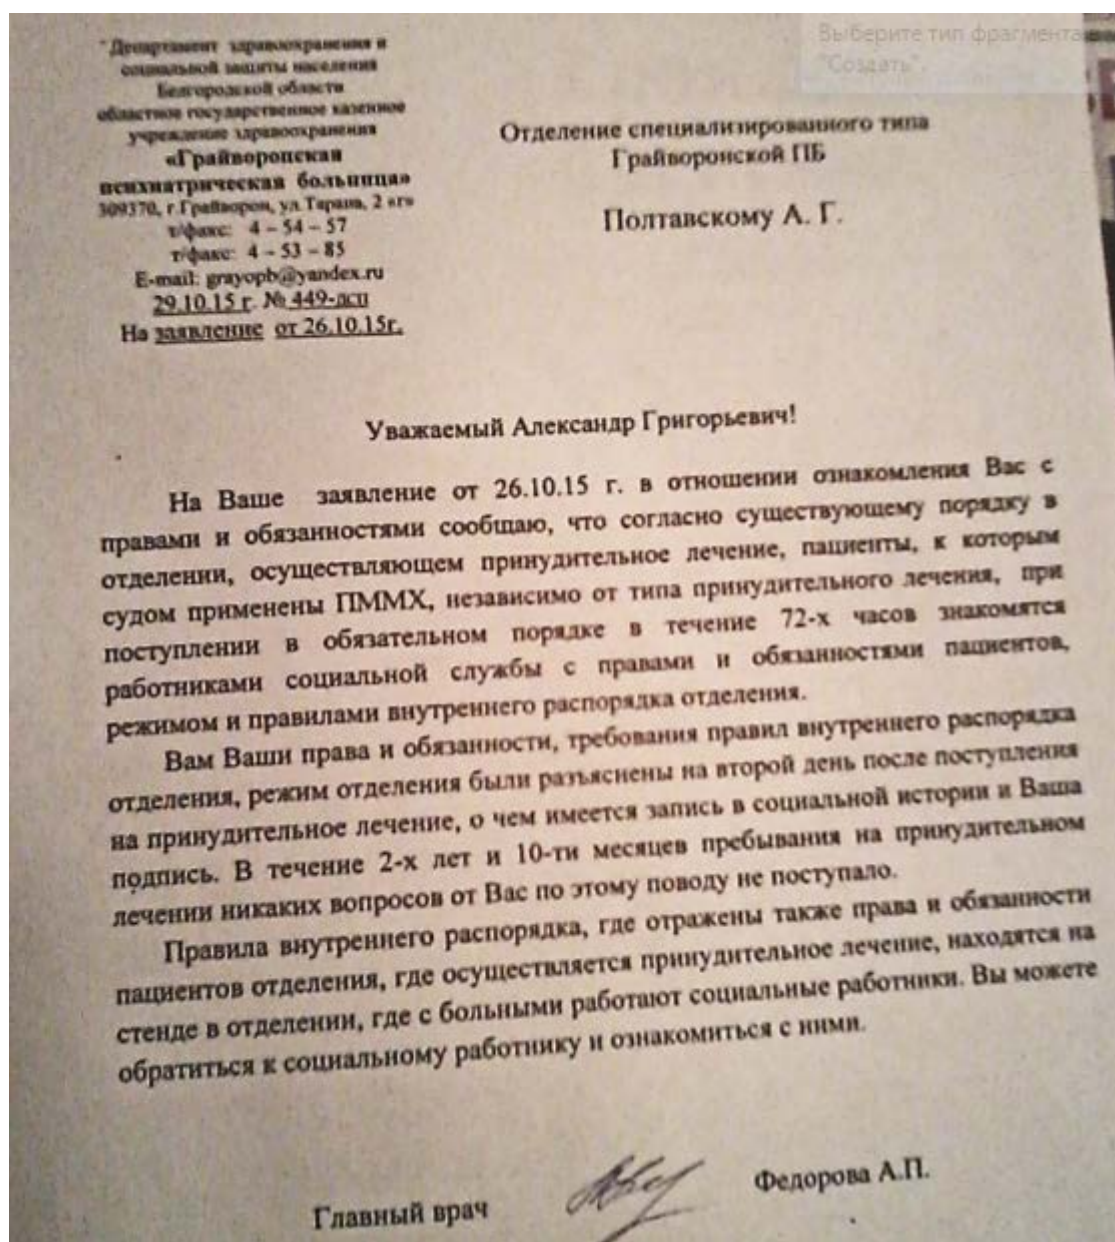 Выберите тип фрагмента
"Создать".
Департамент здравоохранения и
социальной защиты населения
Белгородской области
областное государственное казенное
учреждение здравоохранения
«Грайворонская
психиатрическая больница»
309370, г.Грайворон, ул.Тарана, 2 «г»
т/факс: 4 – 54 – 57
т/факс: 4 – 53 – 85
E-mail: grayopb@yandex.ru
29.10.15 г. № 449-дсп
На заявление от 26.10.15г.
Отделение специализированного типа
Грайворонской ПБ
Полтавскому А. Г.
Уважаемый Александр Григорьевич!
На Ваше заявление от 26.10.15 г. в отношении ознакомления Вас с
правами и обязанностями сообщаю, что согласно существующему порядку в
отделении, осуществляющем принудительное лечение, пациенты, к которым
судом применены ПММХ, независимо от типа принудительного лечения, при
поступлении в обязательном порядке в течение 72-х часов знакомятся
работниками социальной службы с правами и обязанностями пациентов,
режимом и правилами внутреннего распорядка отделения.
Вам Ваши права и обязанности, требования правил внутреннего распорядка
отделения, режим отделения были разъяснены на второй день после поступления
на принудительное лечение, о чем имеется запись в социальной истории и Ваша
подпись. В течение 2-х лет и 10-ти месяцев пребывания на принудительном
лечении никаких вопросов от Вас по этому поводу не поступало.
Правила внутреннего распорядка, где отражены также права и обязанности
пациентов отделения, где осуществляется принудительное лечение, находятся на
стенде в отделении, где с больными работают социальные работники. Вы можете
обратиться к социальному работнику и ознакомиться с ними.
Главный врач Федорова А.П.